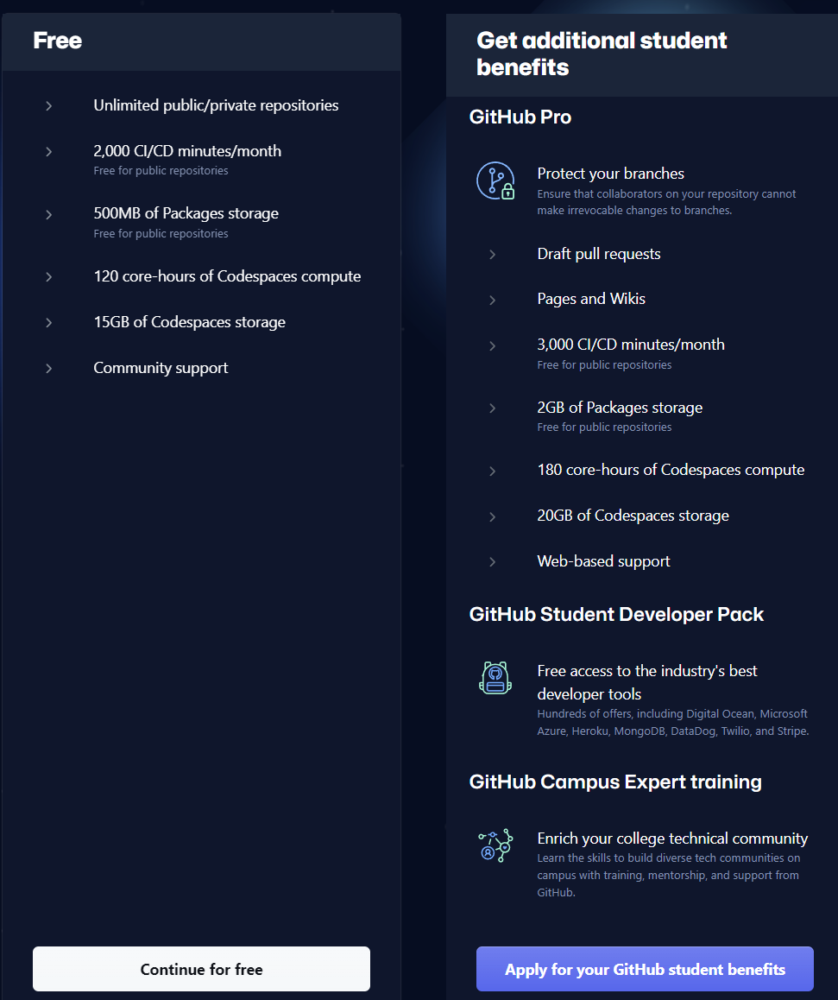 Free
Unlimited public/private repositories
2,000 CI/CD minutes/month
Free for public repositories
500MB of Packages storage
Free for public repositories
120 core-hours of Codespaces compute
15GB of Codespaces storage
Community support
Continue for free
Get additional student
benefits
GitHub Pro
Protect your branches
Ensure that collaborators on your repository cannot
make irrevocable changes to branches.
Draft pull requests
Pages and Wikis
3,000 CI/CD minutes/month
Free for public repositories
2GB of Packages storage
Free for public repositories
180 core-hours of Codespaces compute
20GB of Codespaces storage
Web-based support
GitHub Student Developer Pack
Free access to the industry's best
developer tools
Hundreds of offers, including Digital Ocean, Microsoft
Azure, Heroku, MongoDB, DataDog, Twilio, and Stripe.
GitHub Campus Expert training
Enrich your college technical community
Learn the skills to build diverse tech communities on
campus with training, mentorship, and support from
GitHub.
Apply for your GitHub student benefits